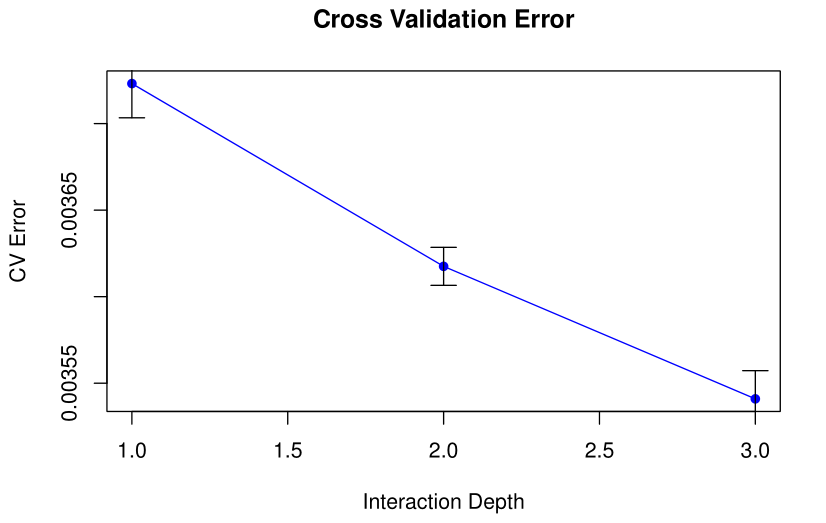 Cross Validation Error
CV Error
0.00365
0.00355
1.0 1.5 2.0 2.5 3.0
Interaction Depth